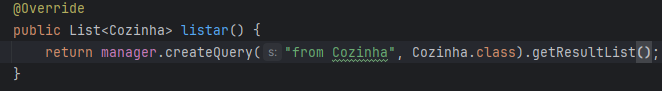 @Override
public List<Cozinha> listar() {
    return manager.createQuery( s: "from Cozinha", Cozinha.class).getResultList();
}